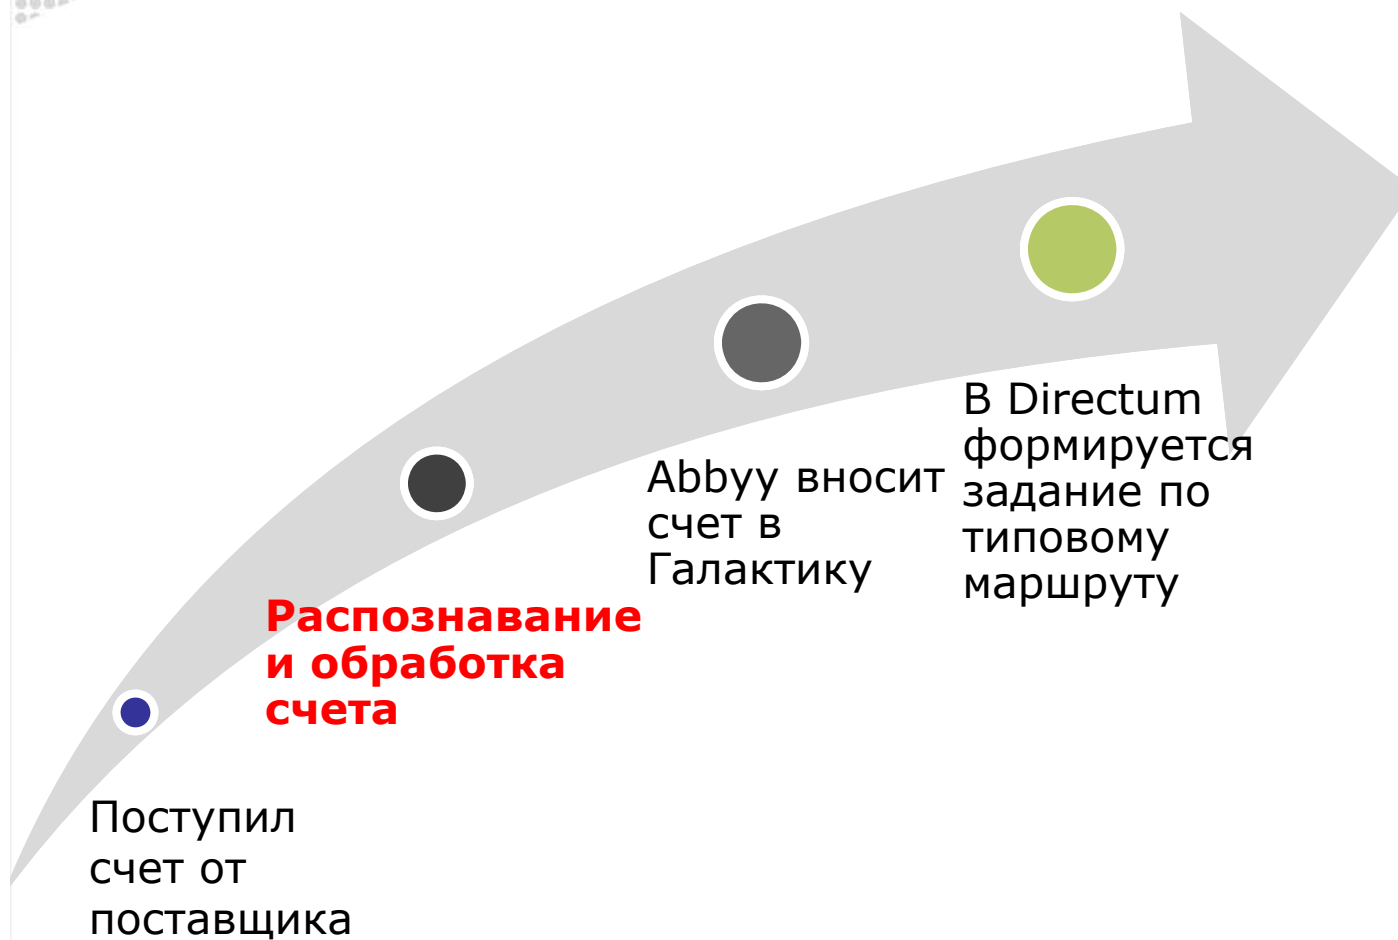 Поступил
счет от
поставщика
Распознавание
и обработка
счета
Abbyy вносит
счет в
Галактику
В Directum
формируется
задание по
типовому
маршруту